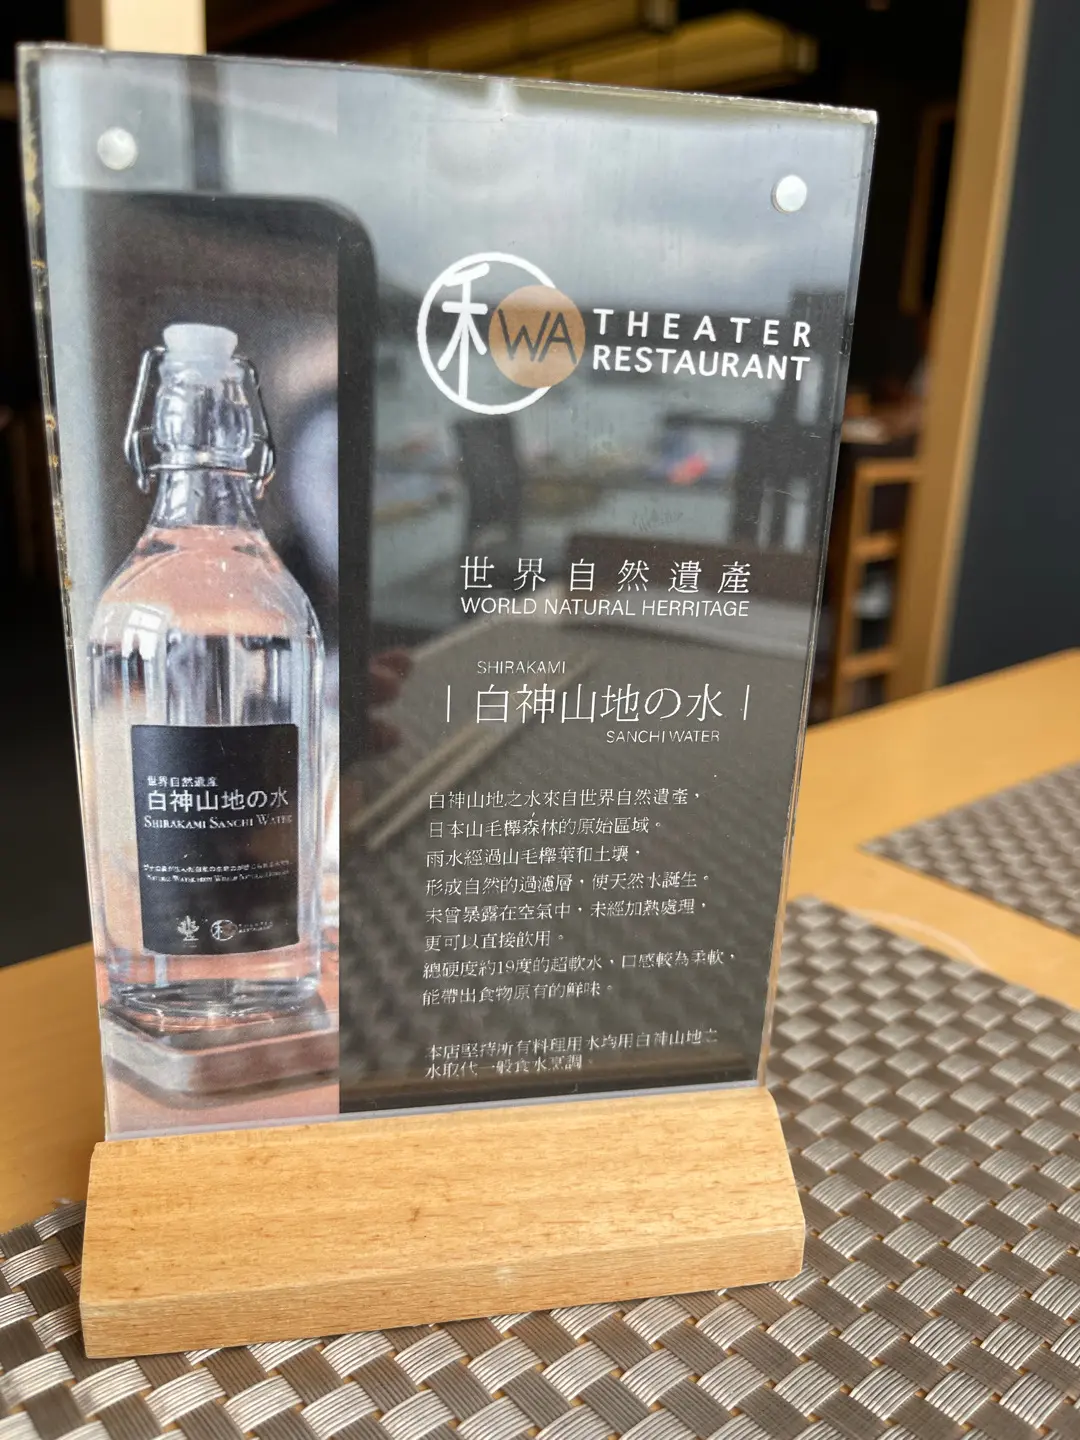 和 WA THEATER
RESTAURANT
世界自然遺產
WORLD NATURAL HERRITAGE
SHIRAKAMI
白神山地の水
SANCHI WATER
白神山地之水來自世界自然遺產，
日本山毛櫸森林的原始區域。
雨水經過山毛櫸葉和土壤，
形成自然的過濾層，使天然水誕生。
未曾暴露在空氣中，未經加熱處理，
更可以直接飲用。
總硬度約19度的超軟水，口感較為柔軟，
能帶出食物原有的鮮味。
本店堅持所有料理用水均用白神山地之
水取代一般食水烹調。
世界自然遺産
白神山地の水
SHIRAKAMI SANCHI WATER
和